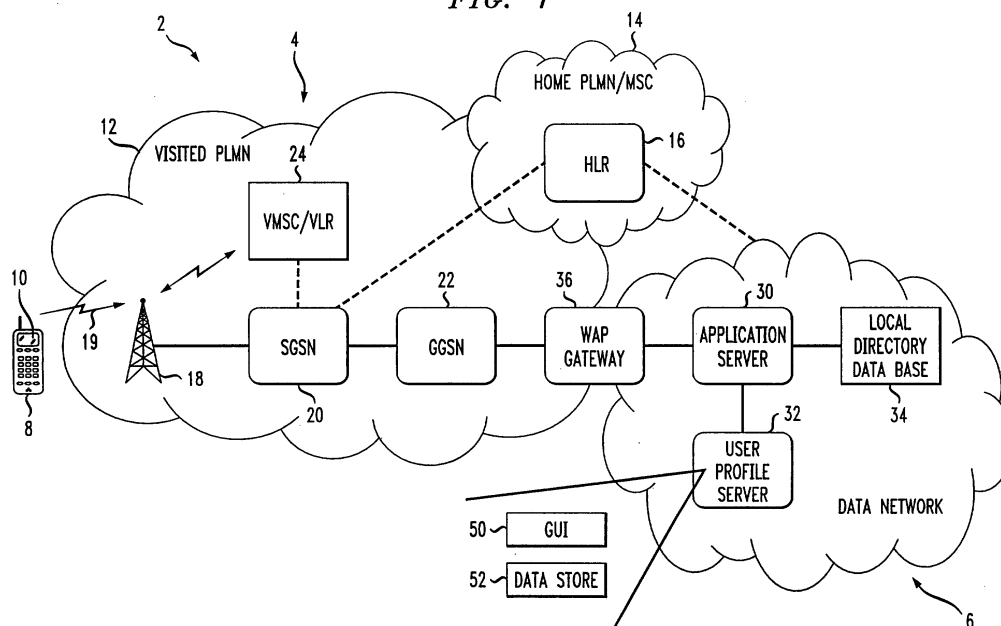 FIG. 1
2
4
14
HOME PLMN/MSC
12
VISITED PLMN
24
HLR
16
VMSC/VLR
10
19
18
8
SGSN
20
22
GGSN
36
WAP
GATEWAY
30
APPLICATION
SERVER
LOCAL
DIRECTORY
DATA BASE
34
32
USER
PROFILE
SERVER
DATA NETWORK
50
GUI
52
DATA STORE
6